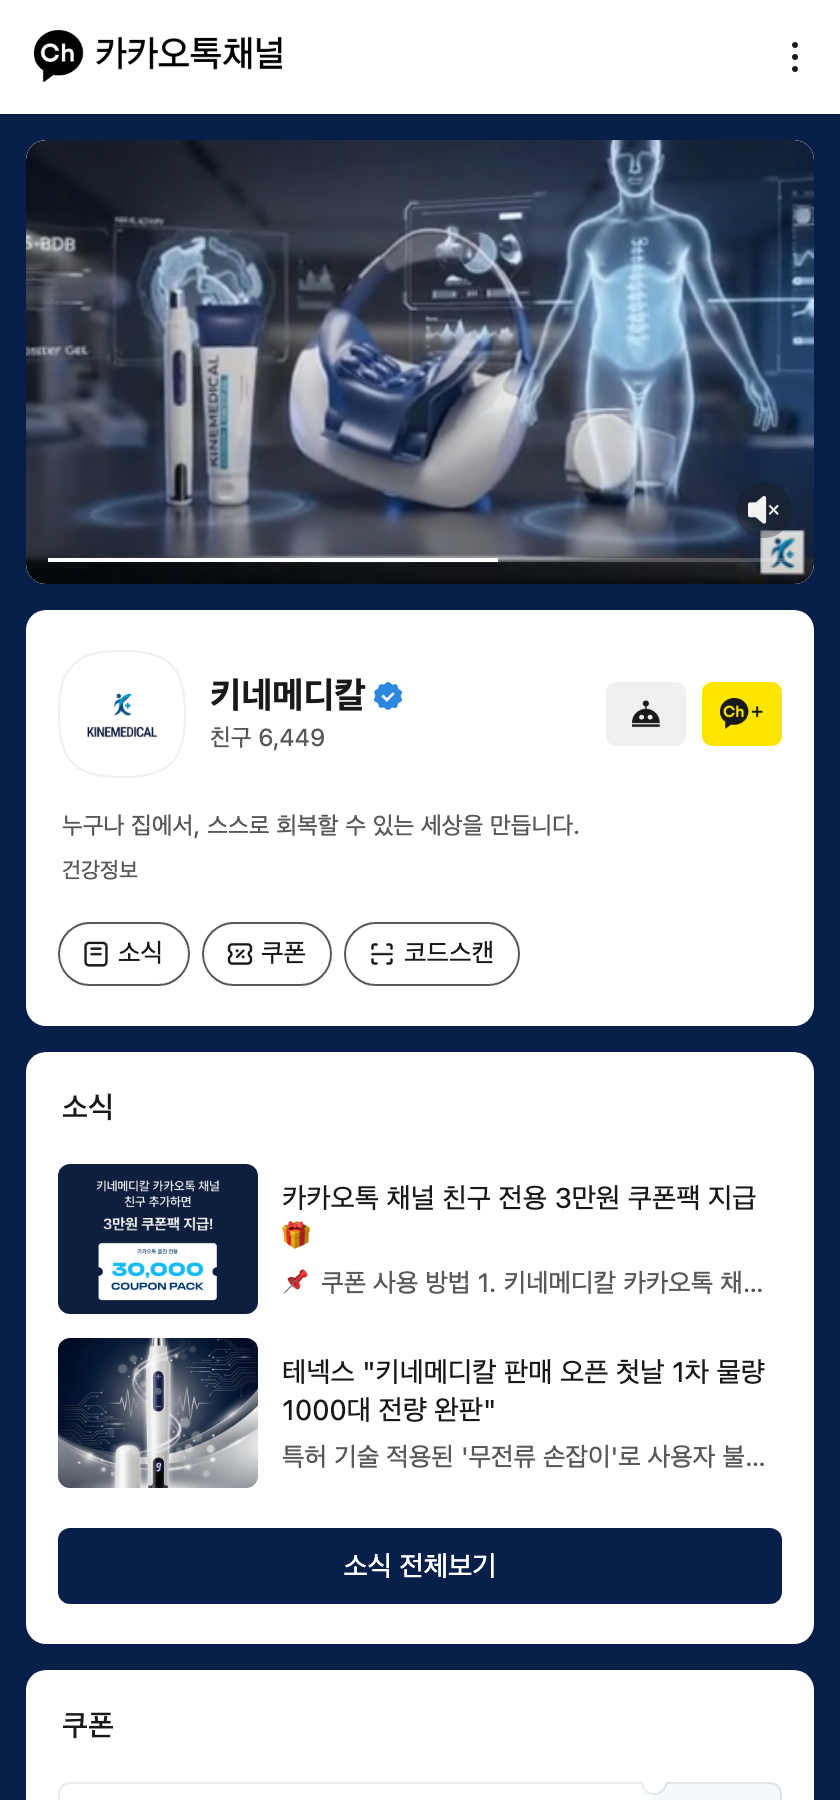 Ch 카카오톡채널
S-BDB
oster GEL
KINEMEDICAL
키네메디칼
친구 6,449
KINEMEDICAL
Ch+
누구나 집에서, 스스로 회복할 수 있는 세상을 만듭니다.
건강정보
소식
쿠폰
코드스캔
소식
키네메디칼 카카오톡 채널
친구 추가하면
3만원 쿠폰팩 지급!
30,000
COUPON PACK
카카오톡 채널 친구 전용 3만원 쿠폰팩 지급
🎁
📌 쿠폰 사용 방법 1. 키네메디칼 카카오톡 채...
테넥스 "키네메디칼 판매 오픈 첫날 1차 물량
1000대 전량 완판"
특허 기술 적용된 '무전류 손잡이'로 사용자 불...
소식 전체보기
쿠폰